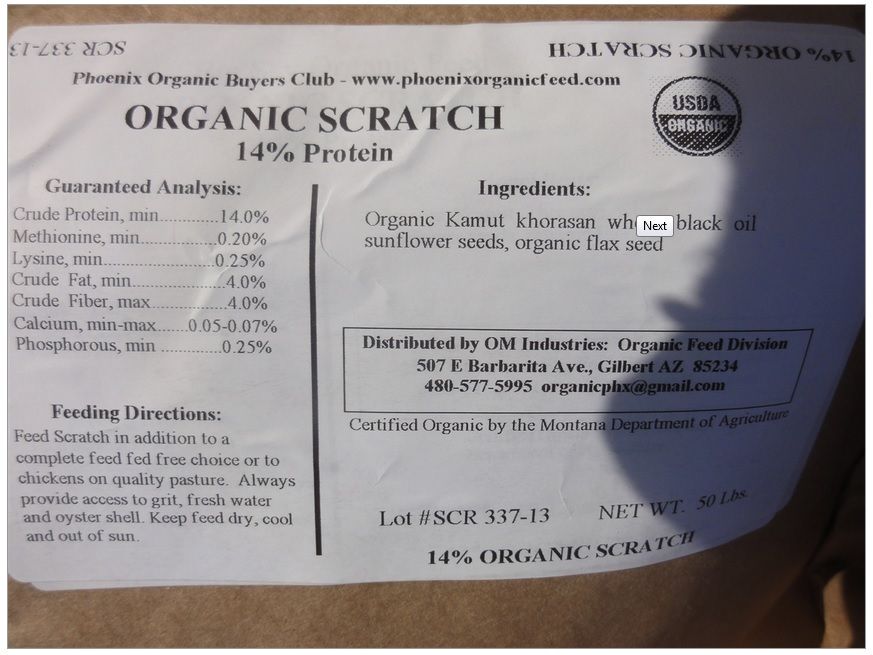 SCR 337-13
14% ORGANIC SCRATCH
Phoenix Organic Buyers Club - www.phoenixorganicfeed.com
ORGANIC SCRATCH
14% Protein
USDA
ORGANIC
Guaranteed Analysis:
Crude Protein, min.............14.0%
Methionine, min..................0.20%
Lysine, min..........................0.25%
Crude Fat, min.....................4.0%
Crude Fiber, max.................4.0%
Calcium, min-max.......0.05-0.07%
Phosphorous, min .............0.25%
Feeding Directions:
Feed Scratch in addition to a
complete feed fed free choice or to
chickens on quality pasture. Always
provide access to grit, fresh water
and oyster shell. Keep feed dry, cool
and out of sun.
Ingredients:
Organic Kamut khorasan Next black oil
sunflower seeds, organic flax seed
Distributed by OM Industries: Organic Feed Division
507 E Barbarita Ave., Gilbert AZ 85234
480-577-5995 organicphx@gmail.com
Certified Organic by the Montana Department of Agriculture
Lot #SCR 337-13
NET WT. 50 Lbs.
14% ORGANIC SCRATCH